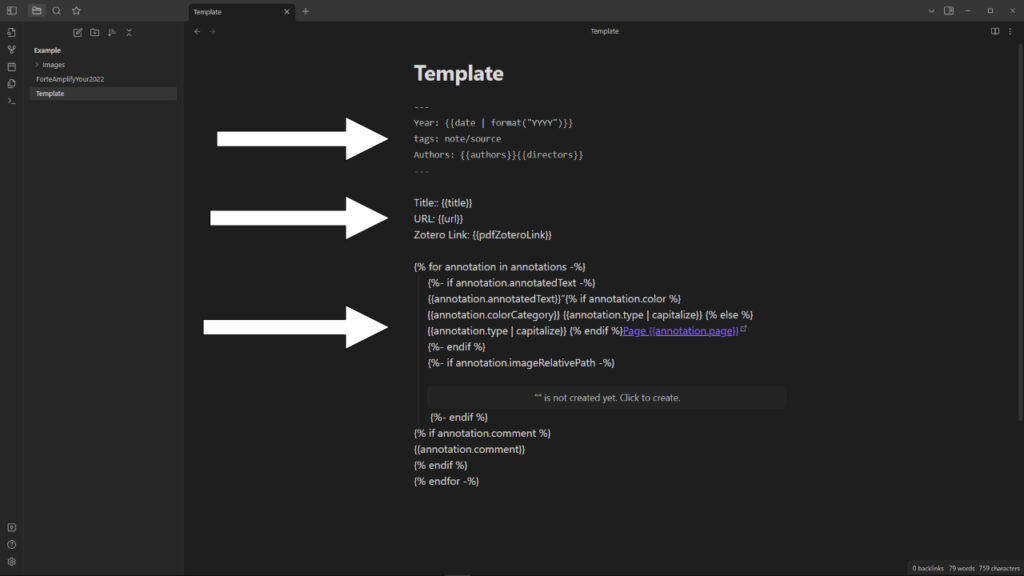 Template
Template
Example
Images
ForteAmplifyYour2022
Template
Template
---
Year: {{date | format("YYYY")}}
tags: note/source
Authors: {{authors}}{{directors}}
---
Title:: {{title}}
URL: {{url}}
Zotero Link: {{pdfZoteroLink}}
{% for annotation in annotations -%}
{%- if annotation.annotatedText -%}
{{annotation.annotatedText}}”{% if annotation.color %}
{{annotation.colorCategory}} {{annotation.type | capitalize}} {% else %}
{{annotation.type | capitalize}} {% endif %}Page {{annotation.page}}
{%- endif %}
{%- if annotation.imageRelativePath -%}
"" is not created yet. Click to create.
{%- endif %}
{% if annotation.comment %}
{{annotation.comment}}
{% endif %}
{% endfor -%}
0 backlinks 79 words 759 characters